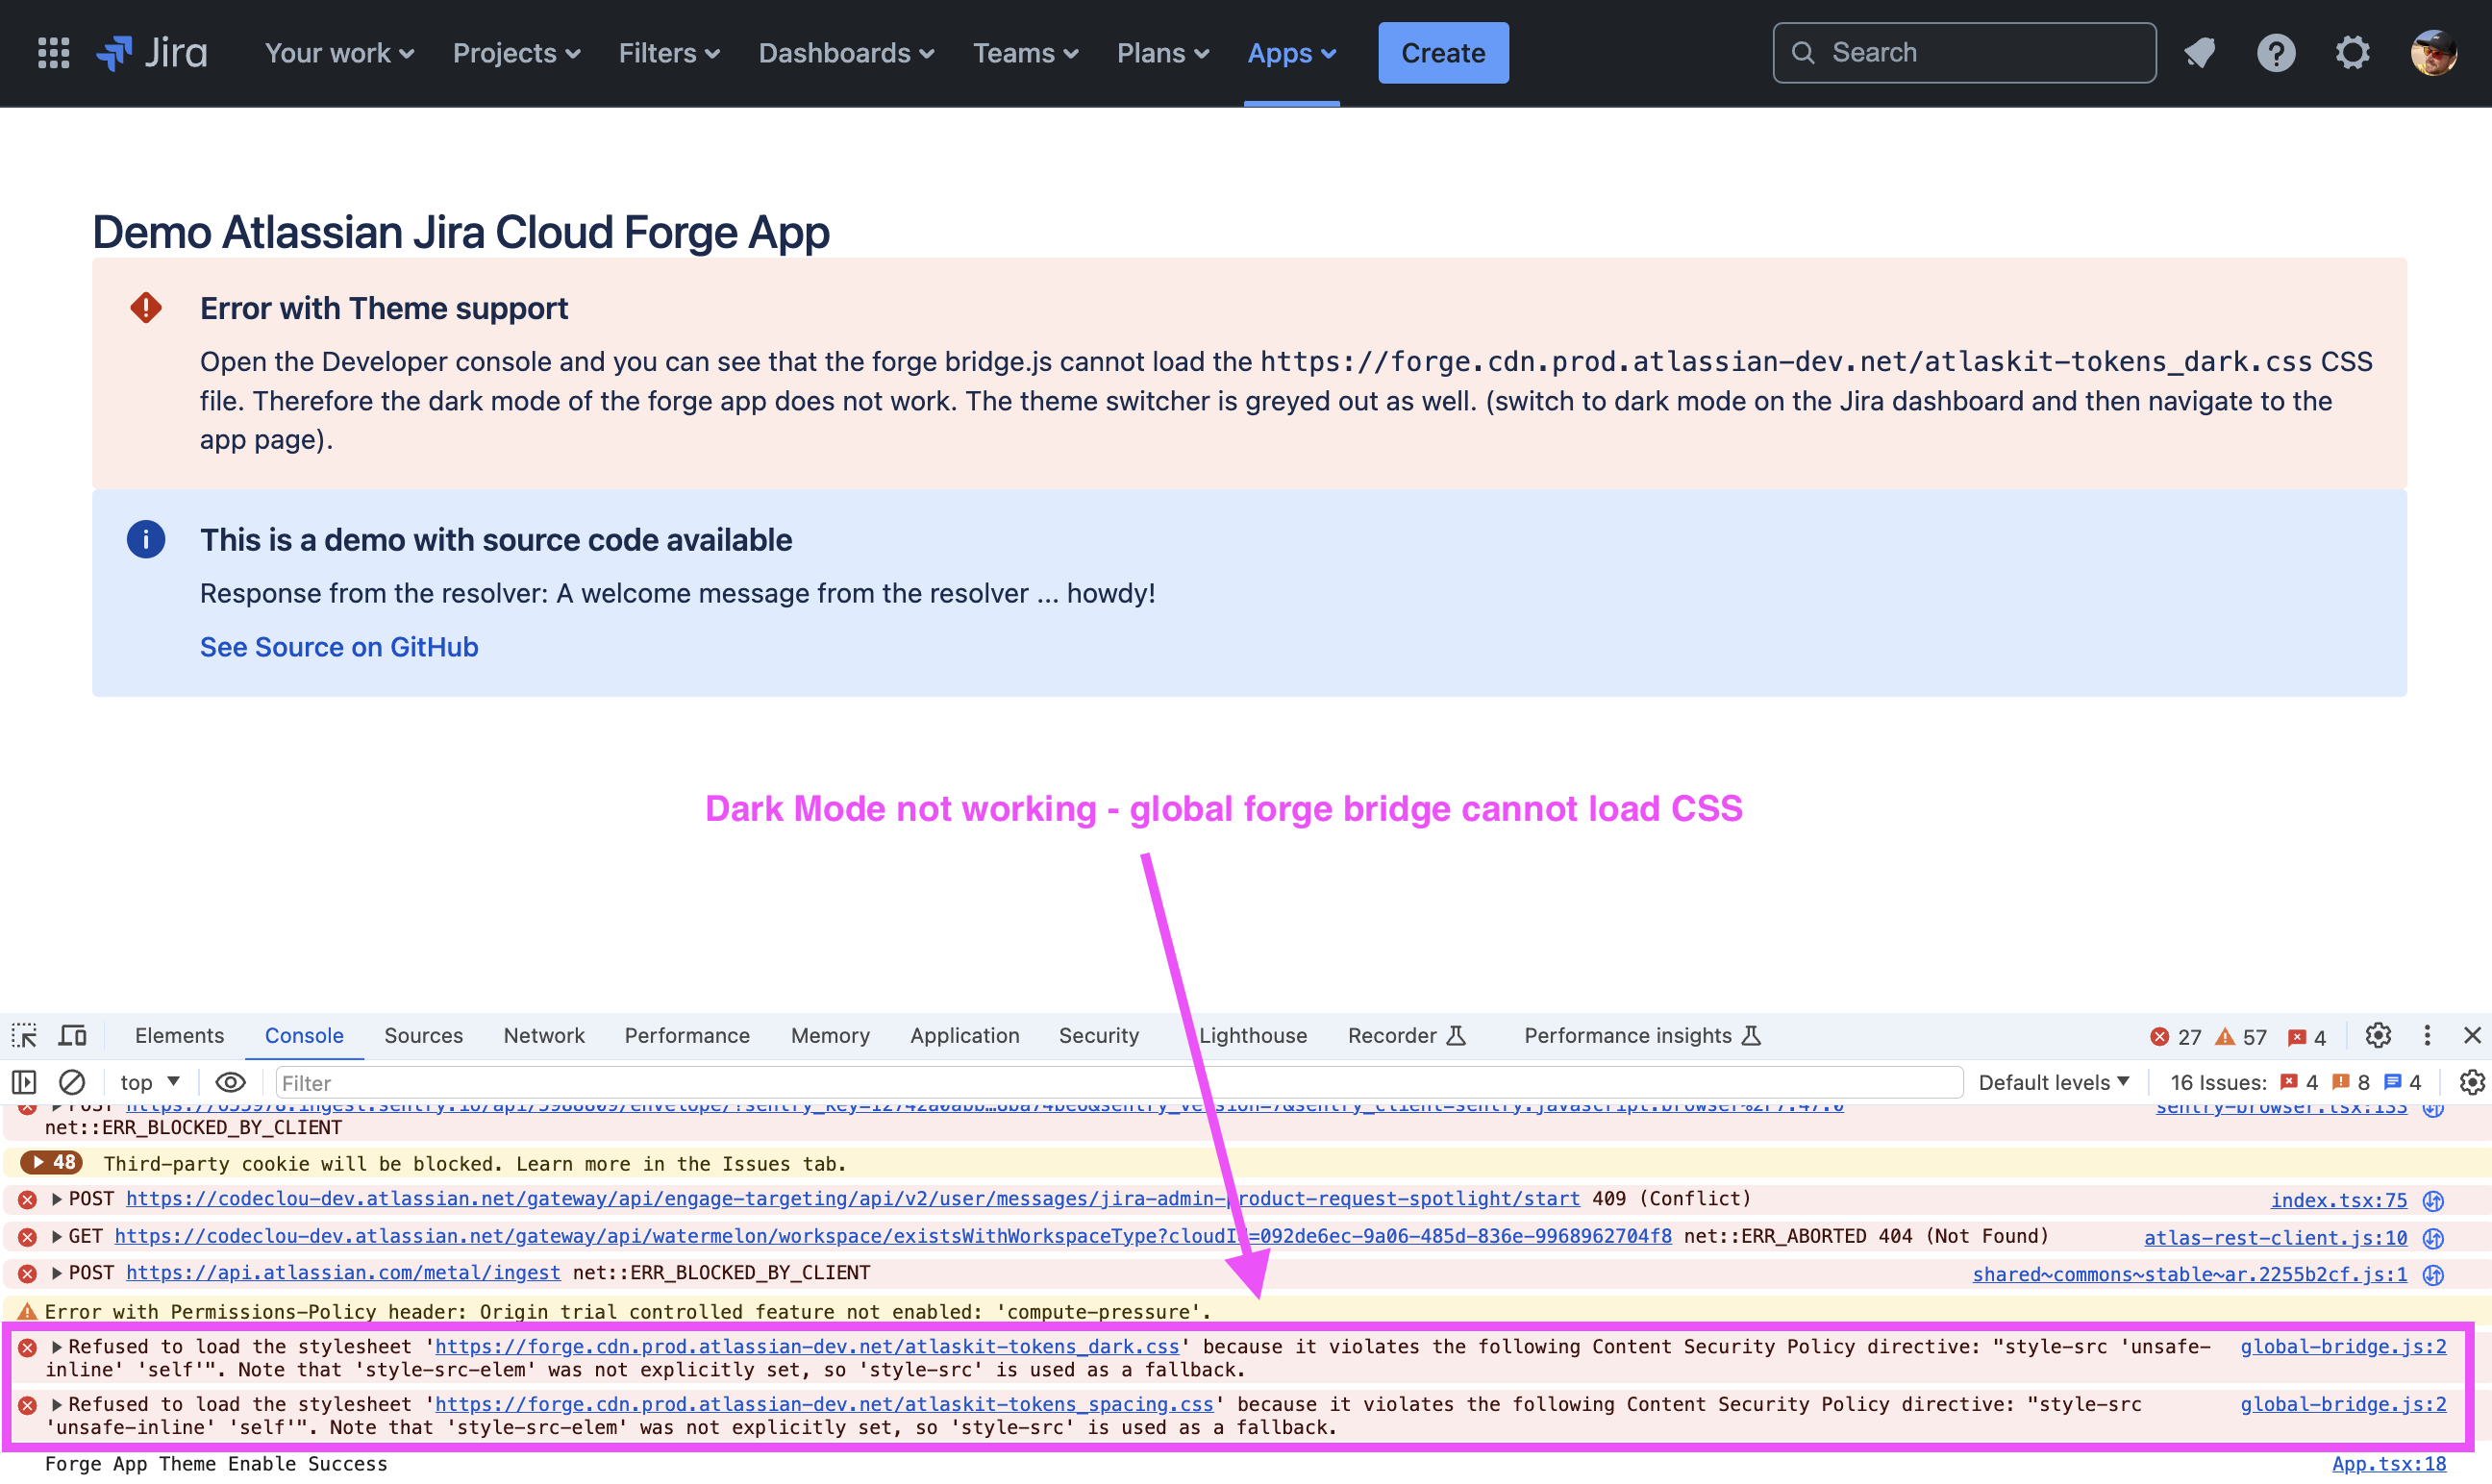 Jira Your work Projects Filters Dashboards Teams Plans Apps Create Search
Demo Atlassian Jira Cloud Forge App
Error with Theme support
Open the Developer console and you can see that the forge bridge.js cannot load the https://forge.cdn.prod.atlassian-dev.net/atlaskit-tokens_dark.css CSS
file. Therefore the dark mode of the forge app does not work. The theme switcher is greyed out as well. (switch to dark mode on the Jira dashboard and then navigate to the
app page).
This is a demo with source code available
Response from the resolver: A welcome message from the resolver ... howdy!
See Source on GitHub
Dark Mode not working - global forge bridge cannot load CSS
Elements Console Sources Network Performance Memory Application Security Lighthouse Recorder Performance insights 27 57 4
top Filter Default levels 16 Issues: 4 8 4
POST sentry-browser.tsx:133
net::ERR_BLOCKED_BY_CLIENT
48 Third-party cookie will be blocked. Learn more in the Issues tab.
POST https://codeclou-dev.atlassian.net/gateway/api/engage-targeting/api/v2/user/messages/jira-admin-product-request-spotlight/start 409 (Conflict) index.tsx:75
GET https://codeclou-dev.atlassian.net/gateway/api/watermelon/workspace/existsWithWorkspaceType?cloudId=092de6ec-9a06-485d-836e-9968962704f8 net::ERR_ABORTED 404 (Not Found) atlas-rest-client.js:10
POST https://api.atlassian.com/metal/ingest net::ERR_BLOCKED_BY_CLIENT shared~commons~stable~ar.2255b2cf.js:1
Error with Permissions-Policy header: Origin trial controlled feature not enabled: 'compute-pressure'.
Refused to load the stylesheet 'https://forge.cdn.prod.atlassian-dev.net/atlaskit-tokens_dark.css' because it violates the following Content Security Policy directive: "style-src 'unsafe- global-bridge.js:2
inline' 'self'". Note that 'style-src-elem' was not explicitly set, so 'style-src' is used as a fallback.
Refused to load the stylesheet 'https://forge.cdn.prod.atlassian-dev.net/atlaskit-tokens_spacing.css' because it violates the following Content Security Policy directive: "style-src global-bridge.js:2
'unsafe-inline' 'self'". Note that 'style-src-elem' was not explicitly set, so 'style-src' is used as a fallback.
Forge App Theme Enable Success App.tsx:18